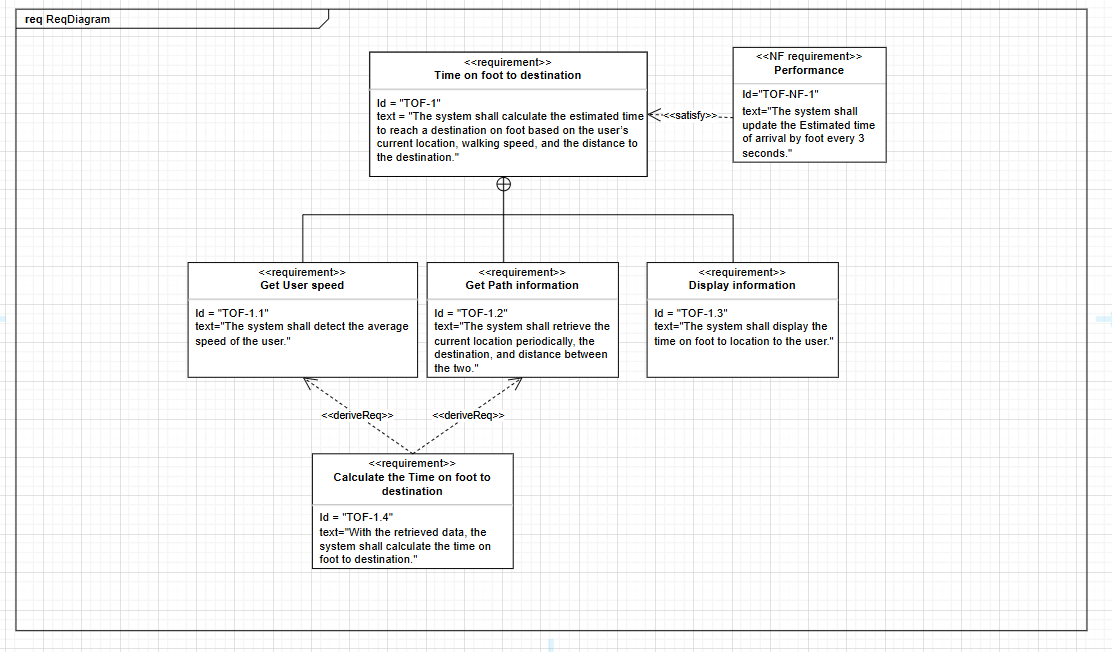 req ReqDiagram
<<requirement>>
Time on foot to destination
Id = "TOF-1"
text = "The system shall calculate the estimated time
to reach a destination on foot based on the user's
current location, walking speed, and the distance to
the destination."
<<NF requirement>>
Performance
Id="TOF-NF-1"
text="The system shall
update the Estimated time
of arrival by foot every 3
seconds."
<<satisfy>>
<<requirement>>
Get User speed
Id = "TOF-1.1"
text="The system shall detect the average
speed of the user."
<<requirement>>
Get Path information
Id = "TOF-1.2"
text="The system shall retrieve the
current location periodically, the
destination, and distance between
the two."
<<requirement>>
Display information
Id = "TOF-1.3"
text="The system shall display the
time on foot to location to the user."
<<deriveReq>>
<<deriveReq>>
<<requirement>>
Calculate the Time on foot to
destination
Id = "TOF-1.4"
text="With the retrieved data, the
system shall calculate the time on
foot to destination."